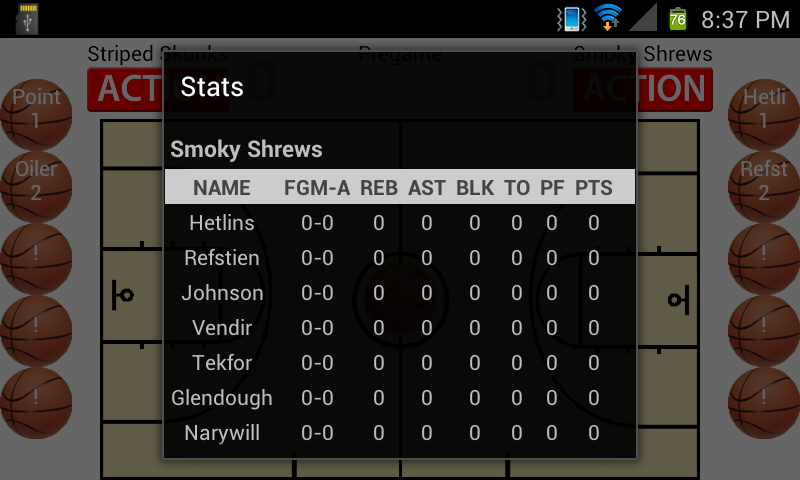 76 8:37 PM
Striped Skunks Pregame Smoky Shrews
ACTION 0 0 ACTION
Stats
Point
1
Oiler
2
!
!
!
Smoky Shrews
NAME FGM-A REB AST BLK TO PF PTS
Hetlins 0-0 0 0 0 0 0 0
Refstien 0-0 0 0 0 0 0 0
Johnson 0-0 0 0 0 0 0 0
Vendir 0-0 0 0 0 0 0 0
Tekfor 0-0 0 0 0 0 0 0
Glendough 0-0 0 0 0 0 0 0
Narywill 0-0 0 0 0 0 0 0
Hetli
1
Refst
2
!
!
!